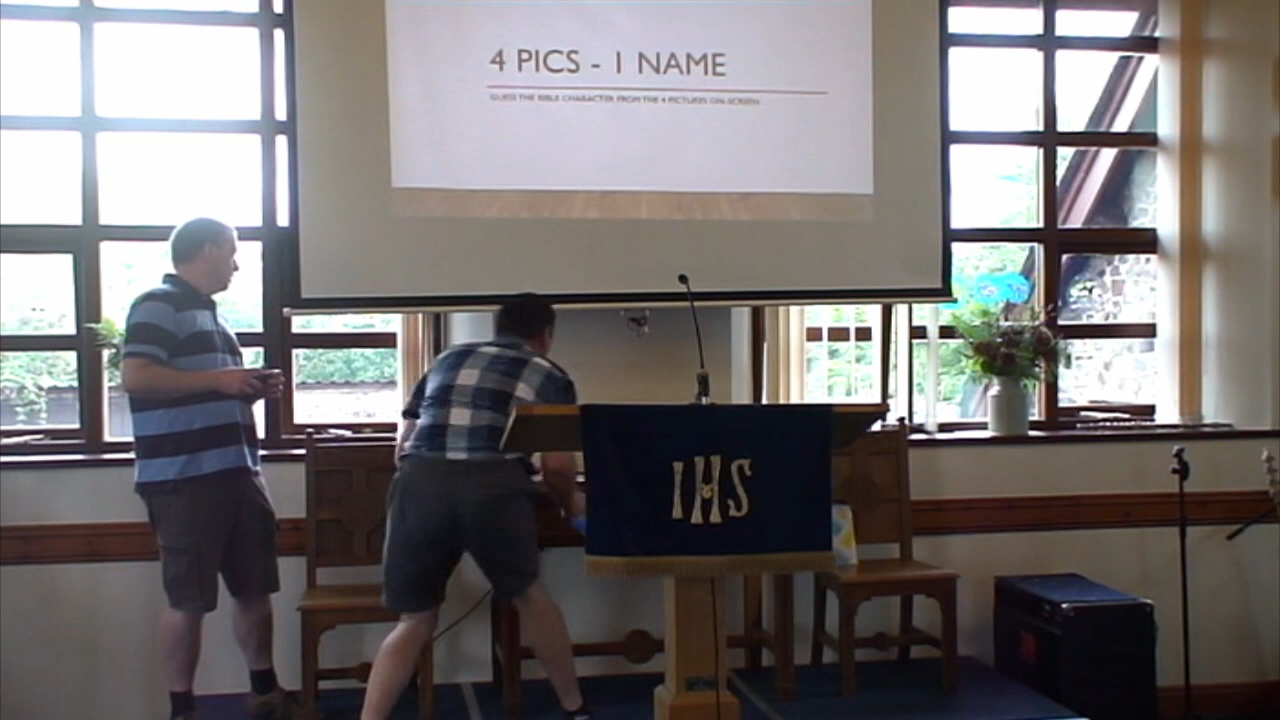 4 PICS - 1 NAME
GUESS THE BIBLE CHARACTER FROM THE 4 PICTURES ON-SCREEN
IHS